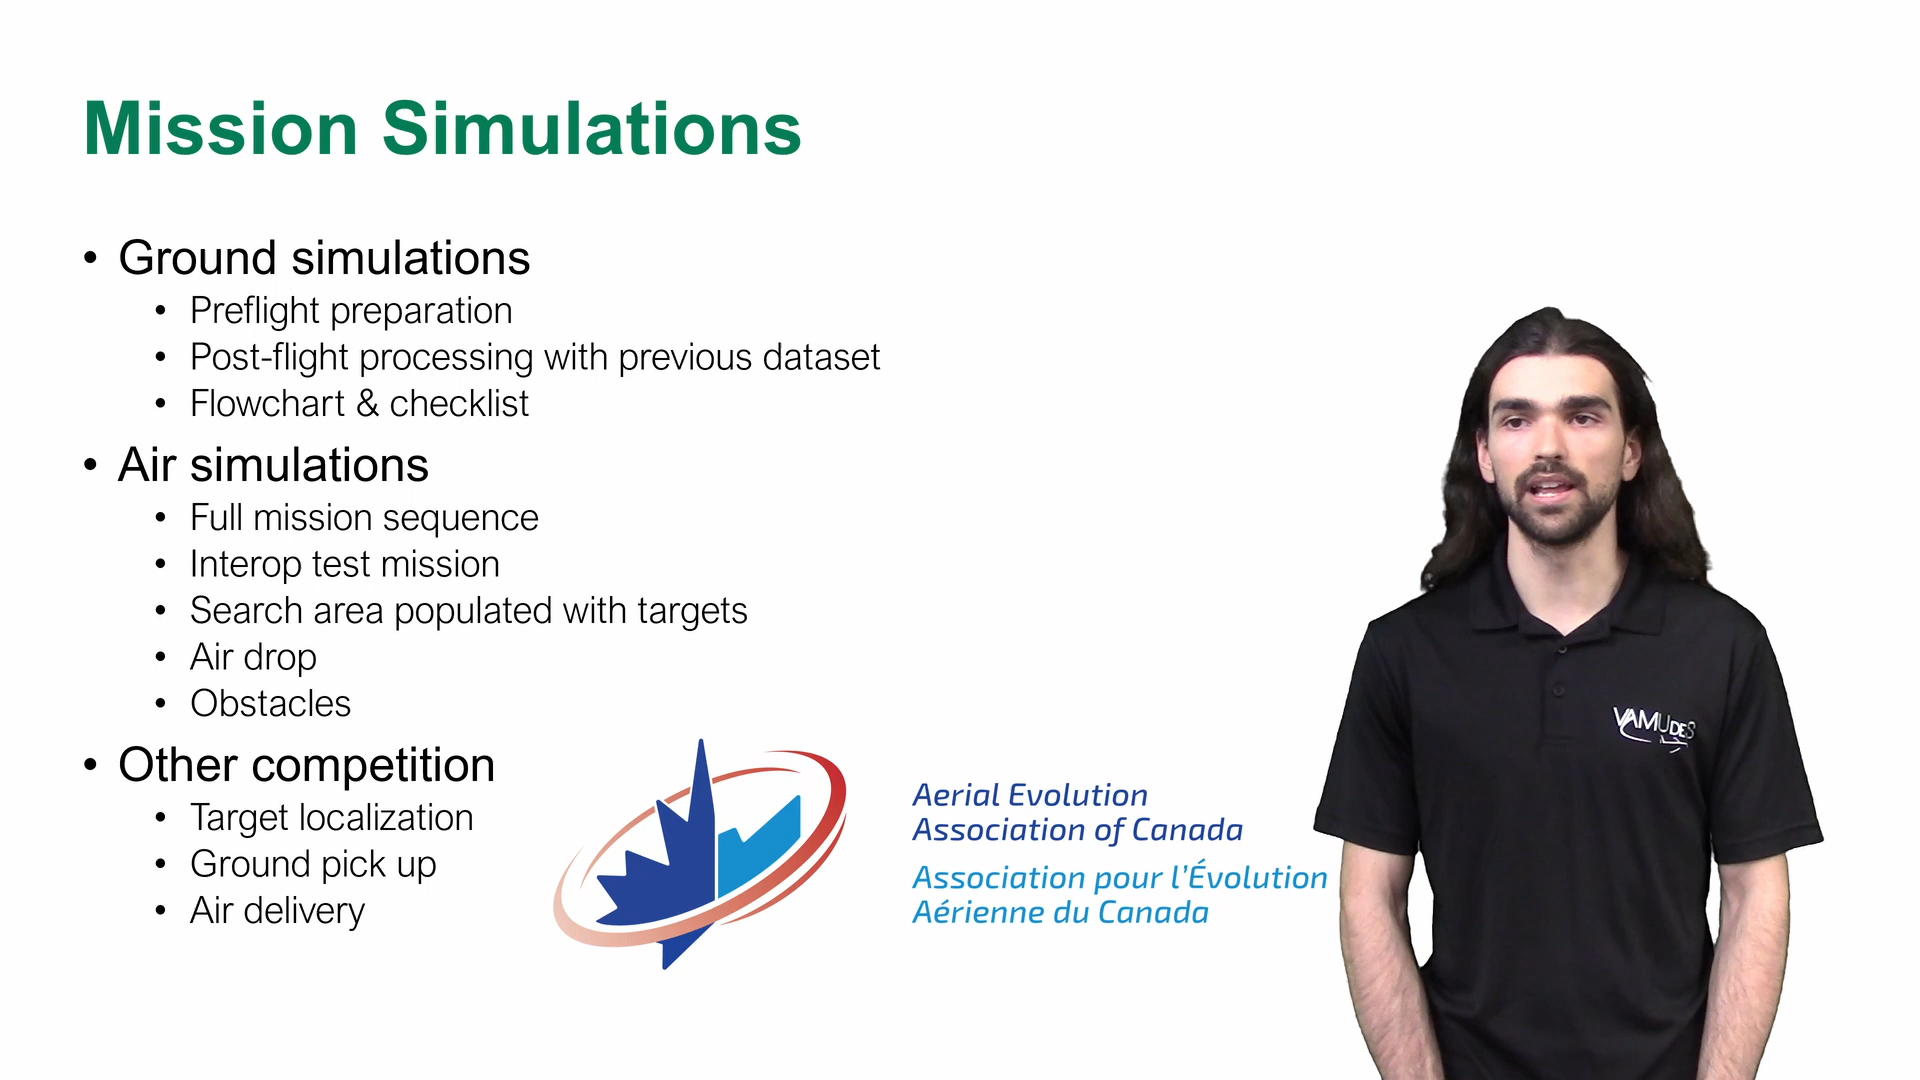 Mission Simulations
• Ground simulations
• Preflight preparation
• Post-flight processing with previous dataset
• Flowchart & checklist
• Air simulations
• Full mission sequence
• Interop test mission
• Search area populated with targets
• Air drop
• Obstacles
• Other competition
• Target localization
• Ground pick up
• Air delivery
Aerial Evolution
Association of Canada
Association pour l'Évolution
Aérienne du Canada
VAMUDES